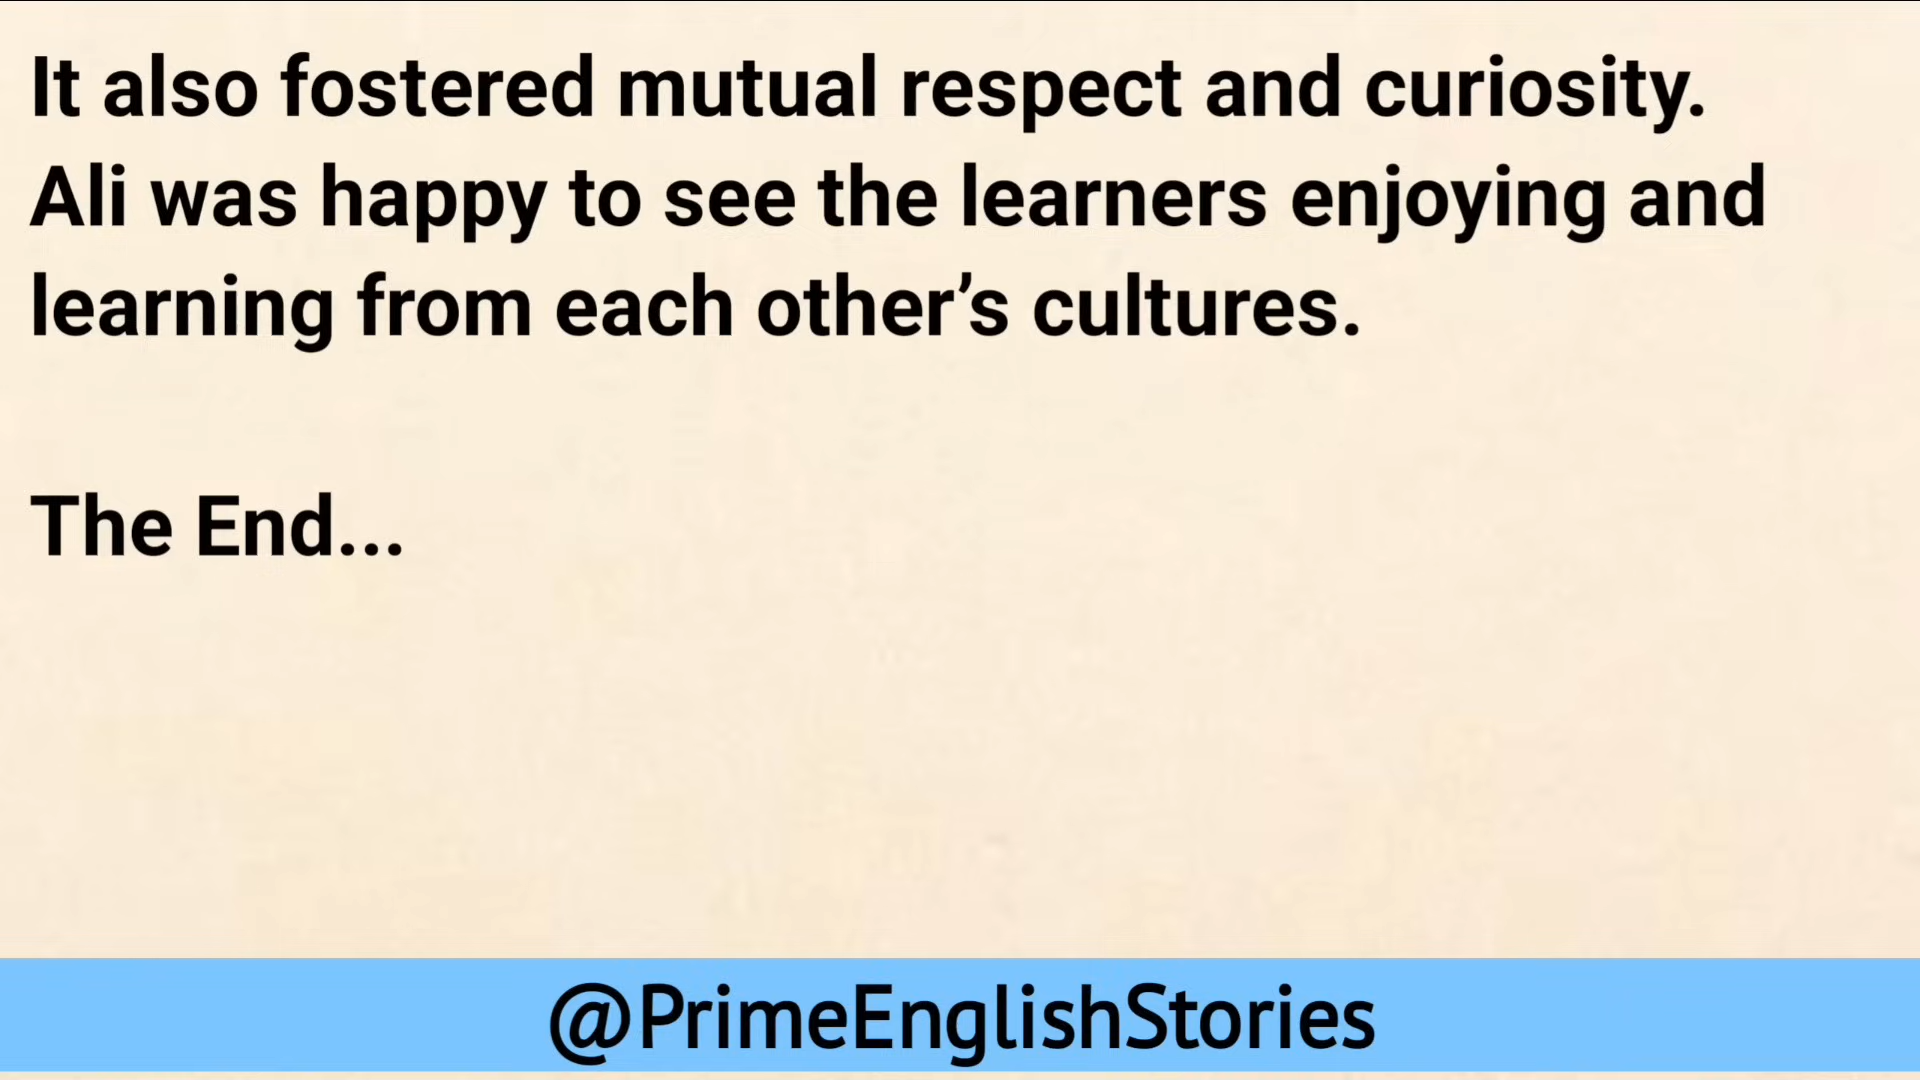 It also fostered mutual respect and curiosity.
Ali was happy to see the learners enjoying and
learning from each other’s cultures.
The End...
@PrimeEnglishStories